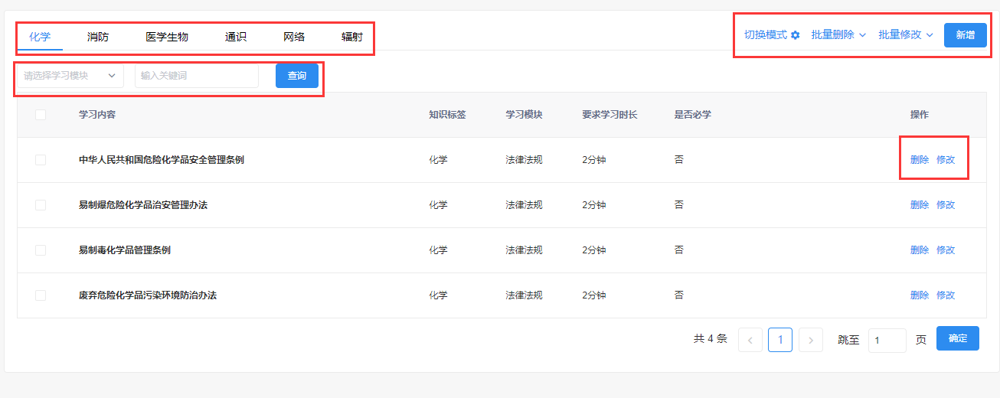 化学 消防 医学生物 通识 网络 辐射 切换模式 批量删除 批量修改 新增
请选择学习模块 输入关键词 查询
学习内容 知识标签 学习模块 要求学习时长 是否必学 操作
中华人民共和国危险化学品安全管理条例 化学 法律法规 2分钟 否 删除 修改
易制爆危险化学品治安管理办法 化学 法律法规 2分钟 否 删除 修改
易制毒化学品管理条例 化学 法律法规 2分钟 否 删除 修改
废弃危险化学品污染环境防治办法 化学 法律法规 2分钟 否 删除 修改
共 4 条 1 跳至 1 页 确定